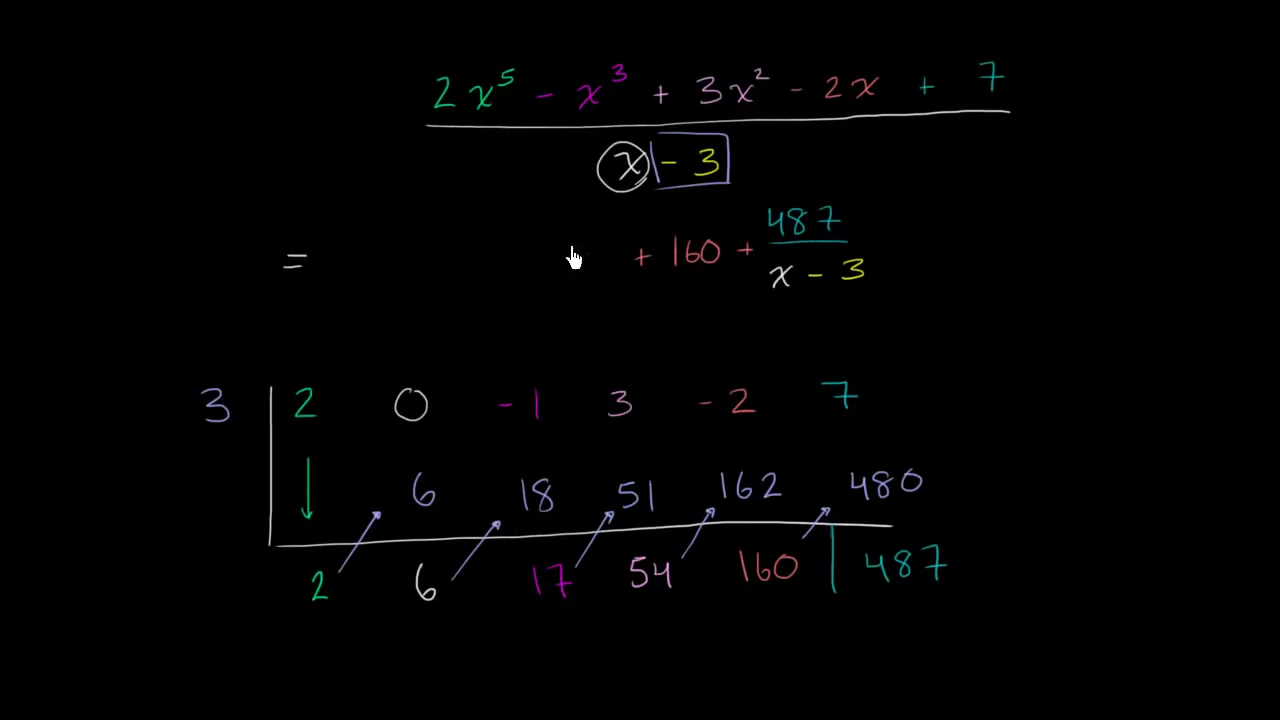 2x⁵ - x³ + 3x² - 2x + 7
x - 3
= + 160 + 487
x - 3
3 2 0 -1 3 -2 7
6 18 51 162 480
2 6 17 54 160 487